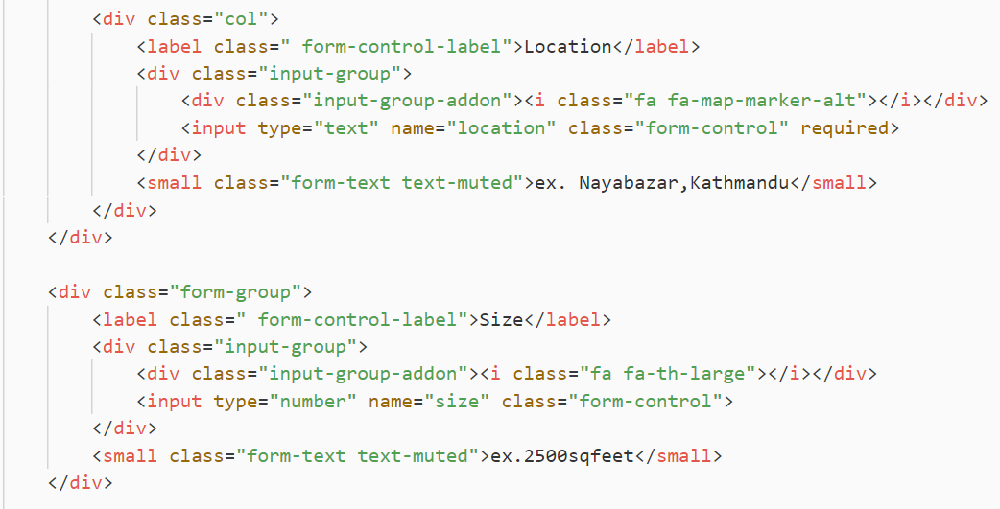 <div class="col">
<label class=" form-control-label">Location</label>
<div class="input-group">
<div class="input-group-addon"><i class="fa fa-map-marker-alt"></i></div>
<input type="text" name="location" class="form-control" required>
</div>
<small class="form-text text-muted">ex. Nayabazar,Kathmandu</small>
</div>
</div>
<div class="form-group">
<label class=" form-control-label">Size</label>
<div class="input-group">
<div class="input-group-addon"><i class="fa fa-th-large"></i></div>
<input type="number" name="size" class="form-control">
</div>
<small class="form-text text-muted">ex.2500sqfeet</small>
</div>